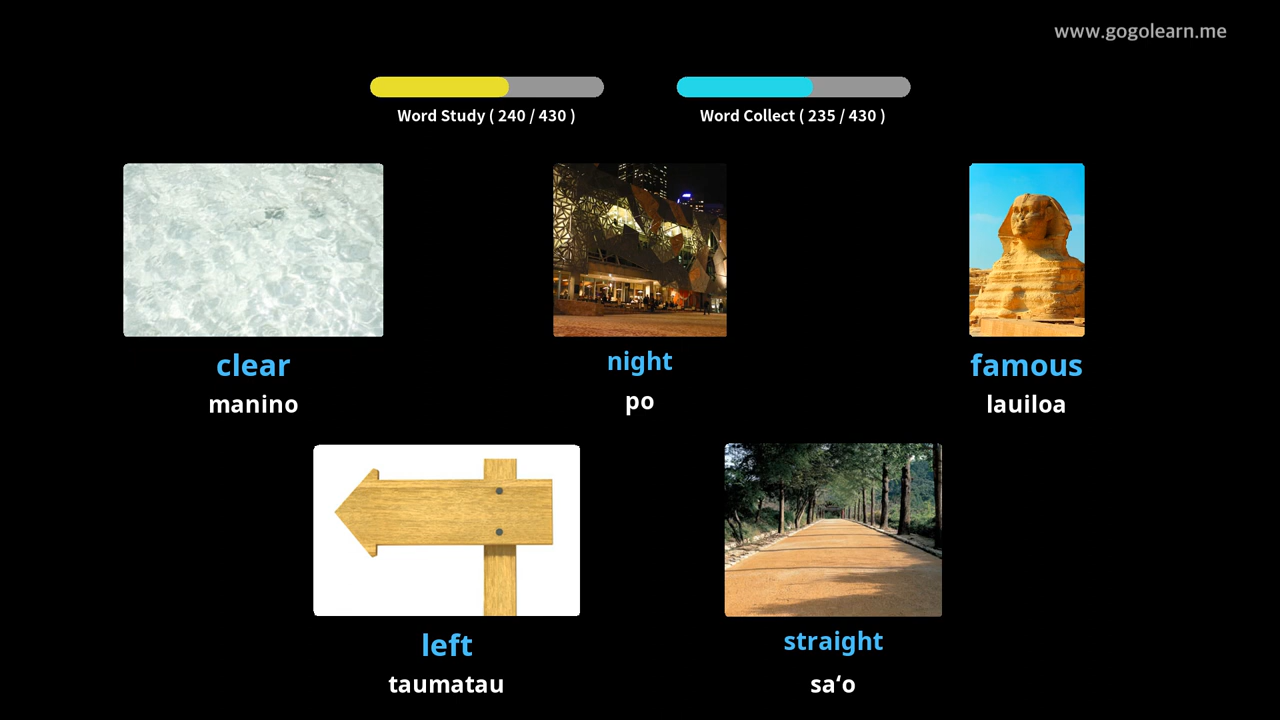 www.gogolearn.me
Word Study ( 240 / 430 )
Word Collect ( 235 / 430 )
clear
manino
night
po
famous
lauiloa
left
taumatau
straight
saʻo